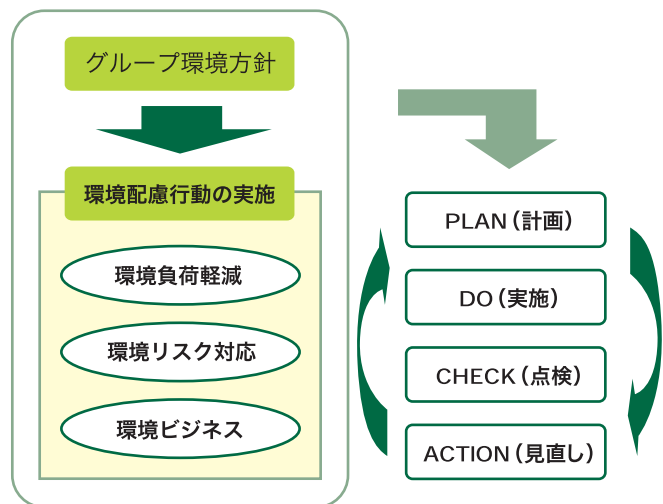 グループ環境方針
環境配慮行動の実施
環境負荷軽減
環境リスク対応
環境ビジネス
PLAN（計画）
DO（実施）
CHECK（点検）
ACTION（見直し）